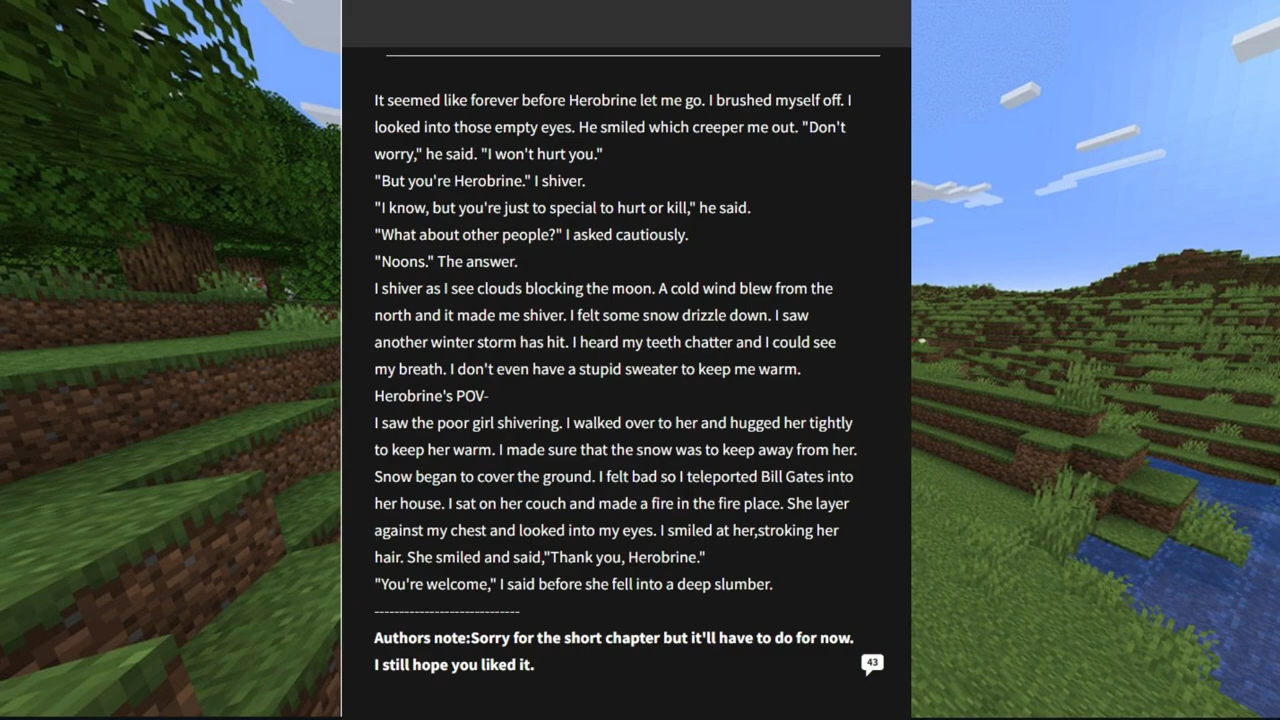 It seemed like forever before Herobrine let me go. I brushed myself off. I
looked into those empty eyes. He smiled which creeper me out. "Don't
worry," he said. "I won't hurt you."
"But you're Herobrine." I shiver.
"I know, but you're just to special to hurt or kill," he said.
"What about other people?" I asked cautiously.
"Noons." The answer.
I shiver as I see clouds blocking the moon. A cold wind blew from the
north and it made me shiver. I felt some snow drizzle down. I saw
another winter storm has hit. I heard my teeth chatter and I could see
my breath. I don't even have a stupid sweater to keep me warm.
Herobrine's POV-
I saw the poor girl shivering. I walked over to her and hugged her tightly
to keep her warm. I made sure that the snow was to keep away from her.
Snow began to cover the ground. I felt bad so I teleported Bill Gates into
her house. I sat on her couch and made a fire in the fire place. She layer
against my chest and looked into my eyes. I smiled at her,stroking her
hair. She smiled and said,"Thank you, Herobrine."
"You're welcome," I said before she fell into a deep slumber.
-----------------------------
Authors note:Sorry for the short chapter but it'll have to do for now.
I still hope you liked it.
43